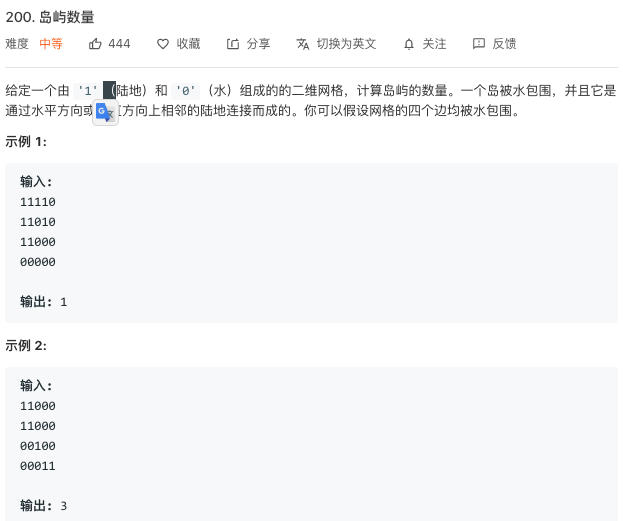 200. 岛屿数量
难度 中等 444 收藏 分享 切换为英文 关注 反馈
给定一个由 '1' （陆地）和 '0' （水）组成的的二维网格，计算岛屿的数量。一个岛被水包围，并且它是
通过水平方向或 方向上相邻的陆地连接而成的。你可以假设网格的四个边均被水包围。
示例 1:
输入:
11110
11010
11000
00000
输出: 1
示例 2:
输入:
11000
11000
00100
00011
输出: 3